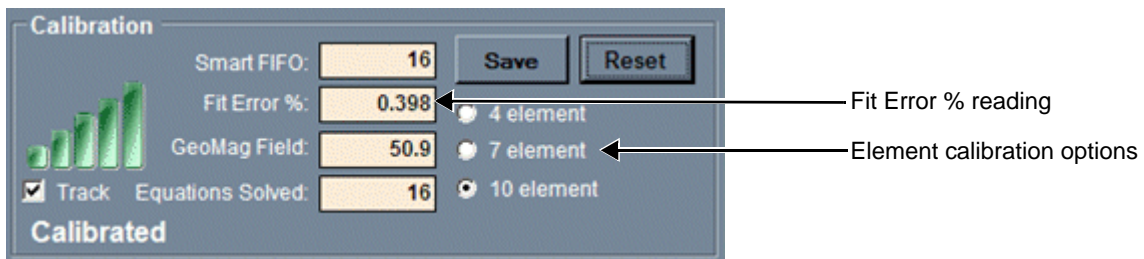 Calibration
Smart FIFO: 16 Save Reset
Fit Error %: 0.398 4 element Fit Error % reading
GeoMag Field: 50.9 7 element Element calibration options
Track Equations Solved: 16 10 element
Calibrated